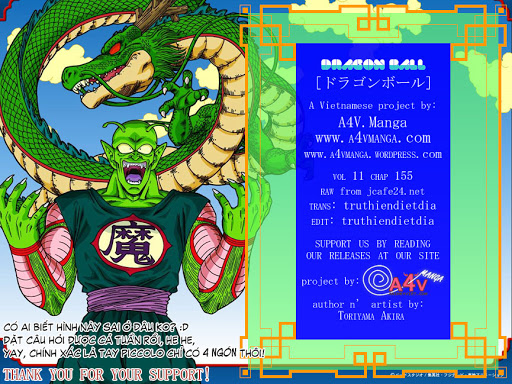 魔
CÓ AI BIẾT HÌNH NÀY SAI Ở ĐÂU KO? :D
ĐẶT CÂU HỎI ĐƯỢC CẢ TUẦN RỒI, HE HE,
YAY, CHÍNH XÁC LÀ TAY PICCOLO CHỈ CÓ 4 NGÓN THÔI!
THANK YOU FOR YOUR SUPPORT!
DRAGON BALL
[ドラゴンボール]
A Vietnamese project by:
A4V.Manga
www.a4vmanga.com
www.a4vmanga.wordpress.com
vol 11 chap 155
raw from jcafe24.net
trans: truthiendietdia
edit: truthiendietdia
SUPPORT US BY READING
OUR RELEASES AT OUR SITE
project by: A4V MANGA
author n' artist by:
Toriyama Akira